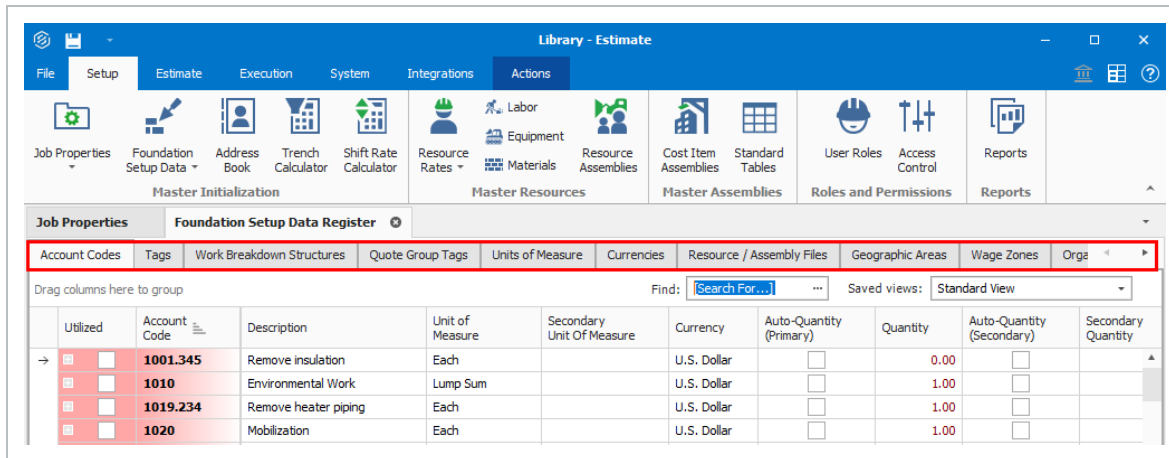 Library - Estimate
File Setup Estimate Execution System Integrations Actions
Job Properties
Foundation Setup Data
Address Book
Trench Calculator
Shift Rate Calculator
Resource Rates
Labor
Equipment
Materials
Resource Assemblies
Cost Item Assemblies
Standard Tables
User Roles
Access Control
Reports
Master Initialization Master Resources Master Assemblies Roles and Permissions Reports
Job Properties Foundation Setup Data Register
Account Codes Tags Work Breakdown Structures Quote Group Tags Units of Measure Currencies Resource / Assembly Files Geographic Areas Wage Zones Orga
Drag columns here to group Find: [Search For...] ... Saved views: Standard View
Utilized Account Code Description Unit of Measure Secondary Unit Of Measure Currency Auto-Quantity (Primary) Quantity Auto-Quantity (Secondary) Secondary Quantity
1001.345 Remove insulation Each U.S. Dollar 0.00
1010 Environmental Work Lump Sum U.S. Dollar 1.00
1019.234 Remove heater piping Each U.S. Dollar 1.00
1020 Mobilization Each U.S. Dollar 1.00